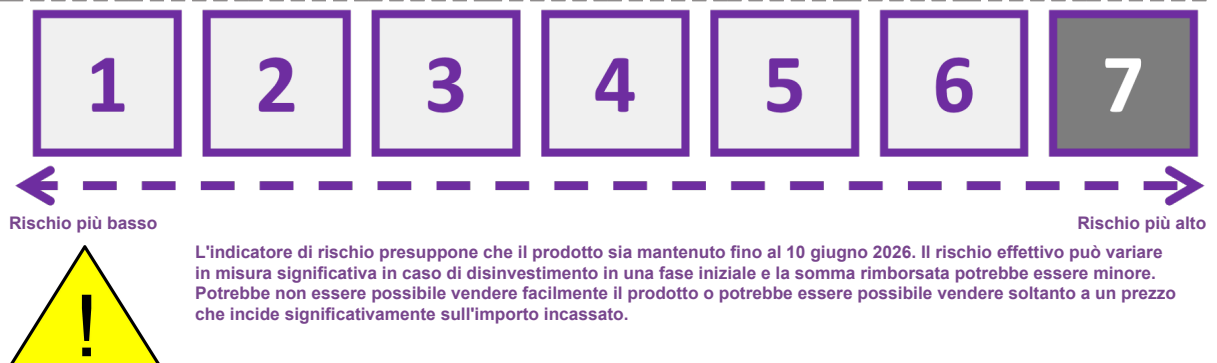 1 2 3 4 5 6 7
Rischio più basso Rischio più alto
L'indicatore di rischio presuppone che il prodotto sia mantenuto fino al 10 giugno 2026. Il rischio effettivo può variare
in misura significativa in caso di disinvestimento in una fase iniziale e la somma rimborsata potrebbe essere minore.
Potrebbe non essere possibile vendere facilmente il prodotto o potrebbe essere possibile vendere soltanto a un prezzo
che incide significativamente sull'importo incassato.
!